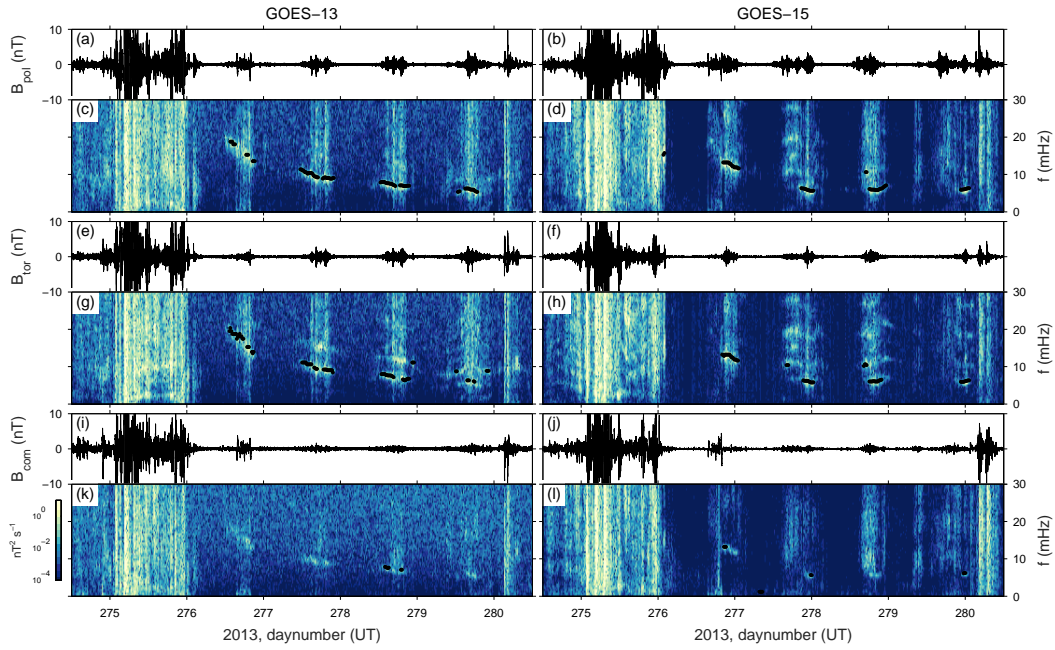 GOES−13 GOES−15
(a) (b)
B_pol (nT) 10 0 −10
(c) (d)
30 20 10 0 f (mHz)
(e) (f)
B_tor (nT) 10 0 −10
(g) (h)
30 20 10 0 f (mHz)
(i) (j)
B_com (nT) 10 0 −10
(k) (l)
nT² s⁻¹ 10⁰ 10⁻² 10⁻⁴
30 20 10 0 f (mHz)
275 276 277 278 279 280 275 276 277 278 279 280
2013, daynumber (UT) 2013, daynumber (UT)